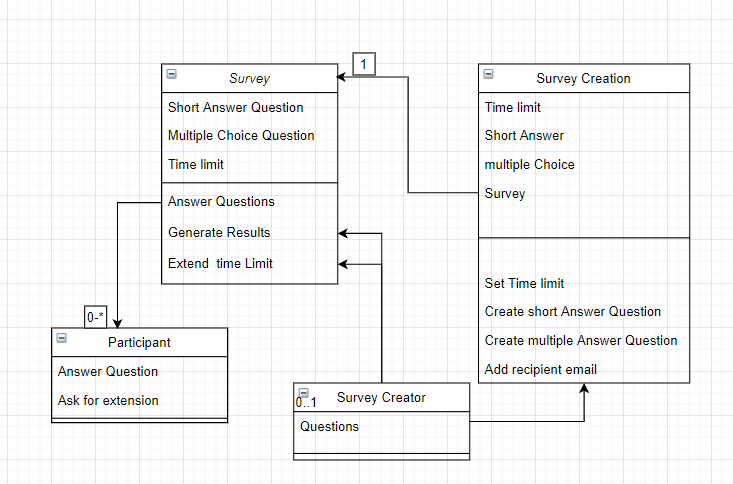 Survey
Short Answer Question
Multiple Choice Question
Time limit
Answer Questions
Generate Results
Extend time Limit
1
Survey Creation
Time limit
Short Answer
multiple Choice
Survey
Set Time limit
Create short Answer Question
Create multiple Answer Question
Add recipient email
0-*
Participant
Answer Question
Ask for extension
0..1
Survey Creator
Questions